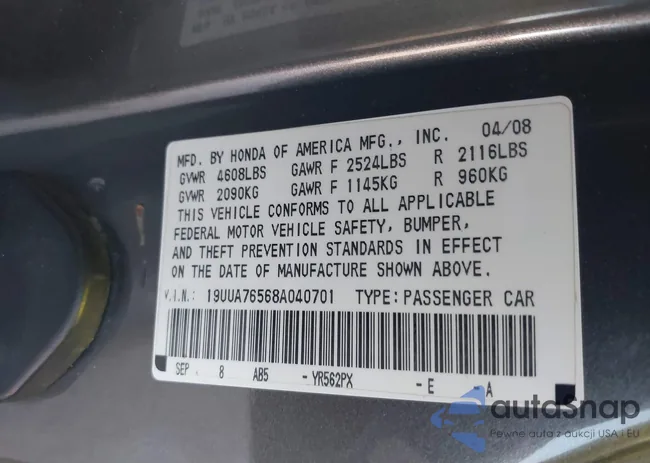 MFD. BY HONDA OF AMERICA MFG., INC. 04/08
GVWR 4608LBS GAWR F 2524LBS R 2116LBS
GVWR 2090KG GAWR F 1145KG R 960KG
THIS VEHICLE CONFORMS TO ALL APPLICABLE
FEDERAL MOTOR VEHICLE SAFETY, BUMPER,
AND THEFT PREVENTION STANDARDS IN EFFECT
ON THE DATE OF MANUFACTURE SHOWN ABOVE.
V.I.N.: 19UUA76568A040701 TYPE: PASSENGER CAR
SEP. 8 AB5 - YR562PX - E - A
autosnap
Pewne auta z aukcji USA i EU